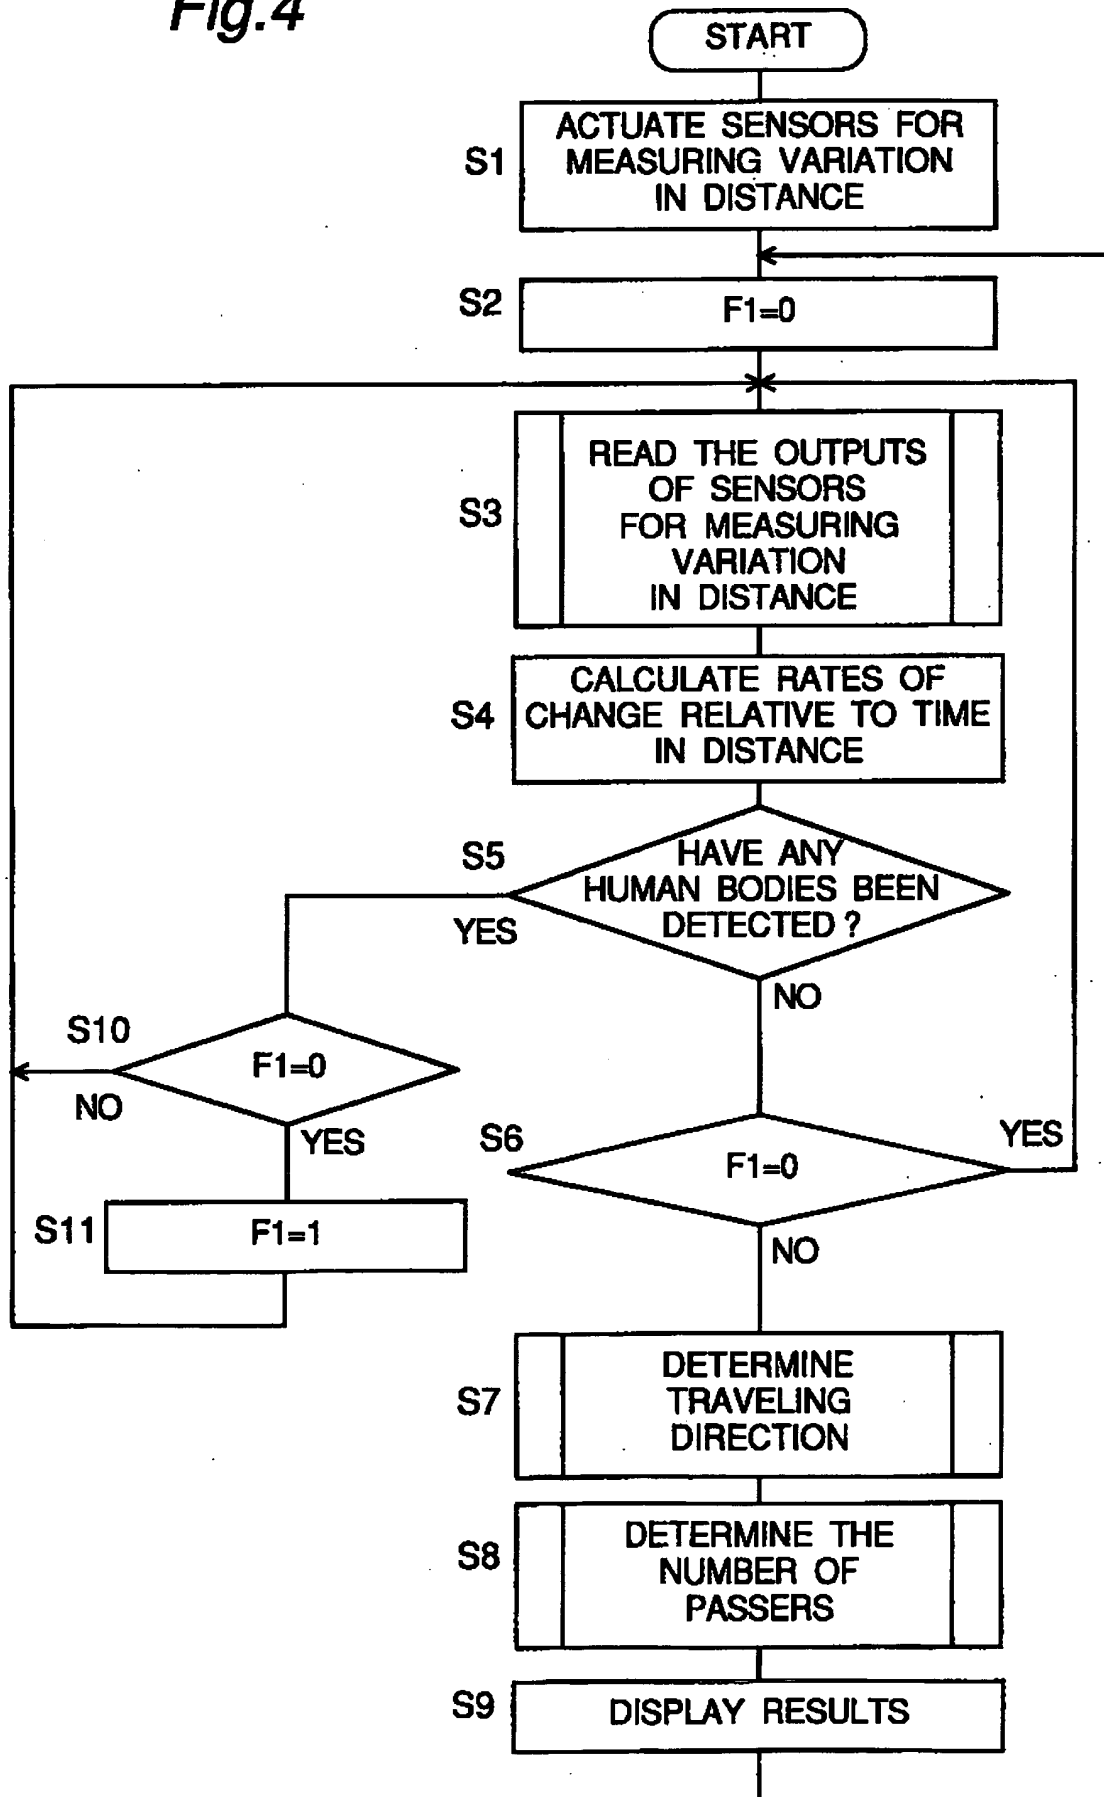 Fig.4
START
S1
ACTUATE SENSORS FOR
MEASURING VARIATION
IN DISTANCE
S2
F1=0
S3
READ THE OUTPUTS
OF SENSORS
FOR MEASURING
VARIATION
IN DISTANCE
S4
CALCULATE RATES OF
CHANGE RELATIVE TO TIME
IN DISTANCE
S5
HAVE ANY
HUMAN BODIES BEEN
DETECTED ?
YES
NO
S10
F1=0
NO
YES
S11
F1=1
S6
F1=0
YES
NO
S7
DETERMINE
TRAVELING
DIRECTION
S8
DETERMINE THE
NUMBER OF
PASSERS
S9
DISPLAY RESULTS